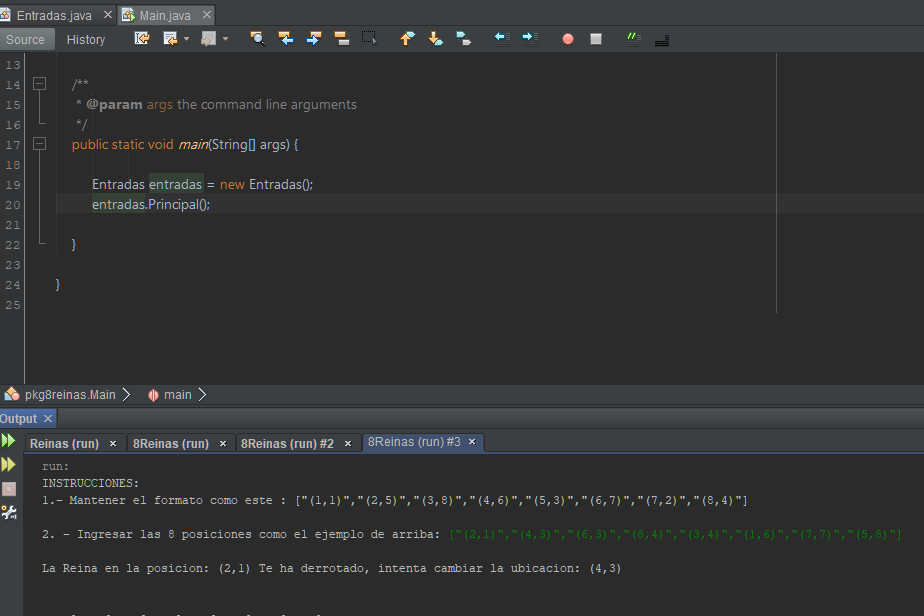 Entradas.java × Main.java ×
Source History
13
14 /**
15 * @param args the command line arguments
16 */
17 public static void main(String[] args) {
18
19 Entradas entradas = new Entradas();
20 entradas.Principal();
21
22 }
23
24 }
25
pkg8reinas.Main main
Output ×
Reinas (run) × 8Reinas (run) × 8Reinas (run) #2 × 8Reinas (run) #3 ×
run:
INSTRUCCIONES:
1.- Mantener el formato como este : ["(1,1)","(2,5)","(3,8)","(4,6)","(5,3)","(6,7)","(7,2)","(8,4)"]
2. - Ingresar las 8 posiciones como el ejemplo de arriba: ["(2,1)","(4,3)","(6,3)","(8,4)","(3,4)","(1,6)","(7,7)","(5,8)"]
La Reina en la posicion: (2,1) Te ha derrotado, intenta cambiar la ubicacion: (4,3)